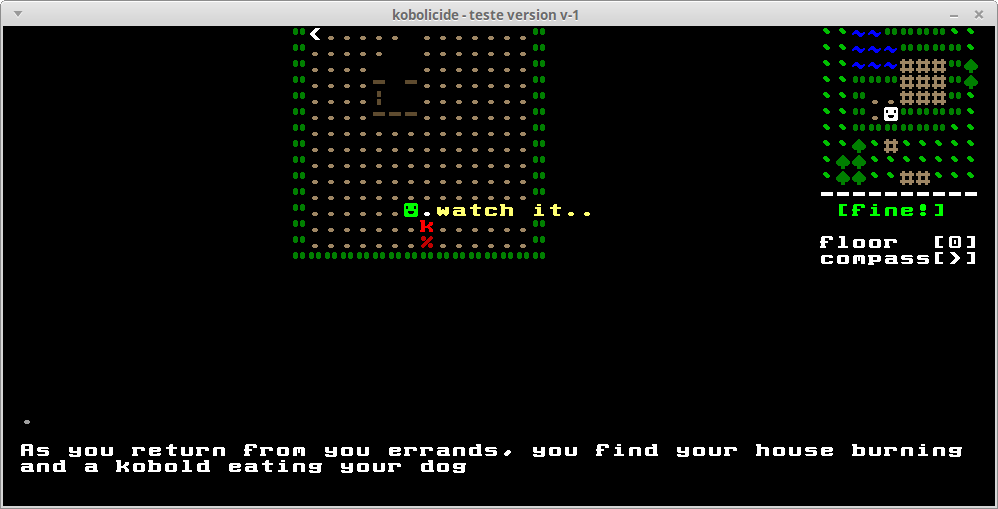 kobolicide - teste version v-1
watch it..
[fine!]
floor [0]
compass[>]
k
As you return from you errands, you find your house burning
and a kobold eating your dog